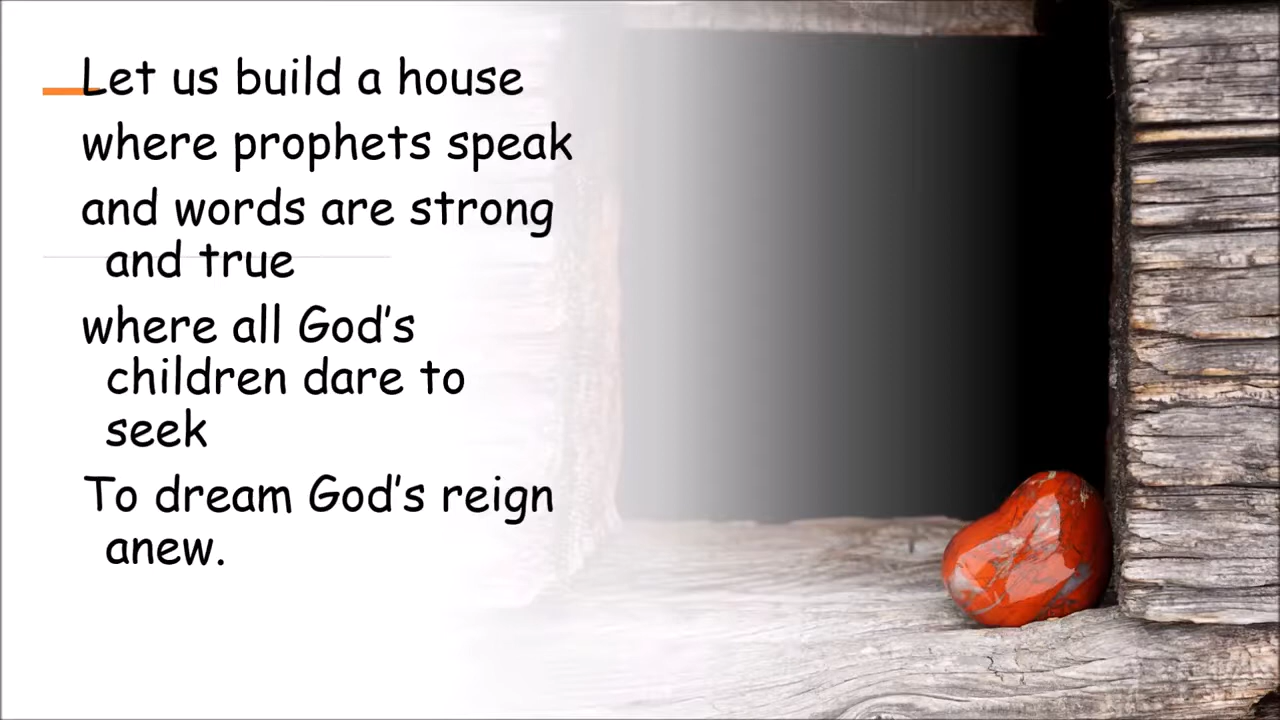 Let us build a house
where prophets speak
and words are strong
and true
where all God's
children dare to
seek
To dream God's reign
anew.